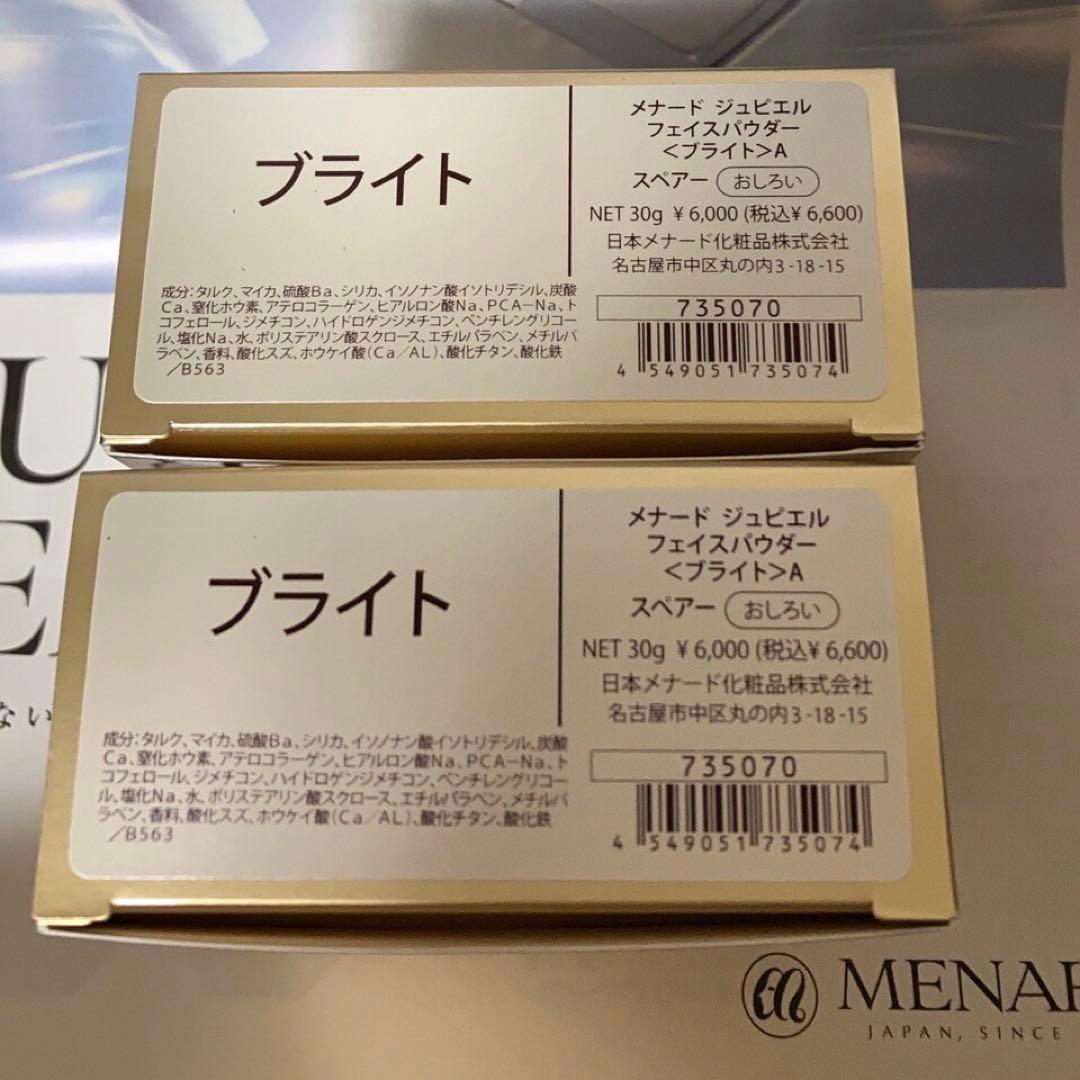 ブライト
メナード ジュピエル
フェイスパウダー
＜ブライト＞A
スペアー おしろい
NET 30g ¥6,000 (税込¥6,600)
日本メナード化粧品株式会社
名古屋市中区丸の内3-18-15
735070
4 549051 735074
成分：タルク、マイカ、硫酸Ba、シリカ、イソノナン酸イソトリデシル、炭酸
Ca、窒化ホウ素、アテロコラーゲン、ヒアルロン酸Na、PCA−Na、ト
コフェロール、ジメチコン、ハイドロゲンジメチコン、ペンチレングリコー
ル、塩化Na、水、ポリステアリン酸スクロース、エチルパラベン、メチルパ
ラベン、香料、酸化スズ、ホウケイ酸(Ca/AL)、酸化チタン、酸化鉄
/B563
ブライト
メナード ジュピエル
フェイスパウダー
＜ブライト＞A
スペアー おしろい
NET 30g ¥6,000 (税込¥6,600)
日本メナード化粧品株式会社
名古屋市中区丸の内3-18-15
735070
4 549051 735074
成分：タルク、マイカ、硫酸Ba、シリカ、イソノナン酸イソトリデシル、炭酸
Ca、窒化ホウ素、アテロコラーゲン、ヒアルロン酸Na、PCA−Na、ト
コフェロール、ジメチコン、ハイドロゲンジメチコン、ペンチレングリコー
ル、塩化Na、水、ポリステアリン酸スクロース、エチルパラベン、メチルパ
ラベン、香料、酸化スズ、ホウケイ酸(Ca/AL)、酸化チタン、酸化鉄
/B563
ない
MENAR
JAPAN, SINCE